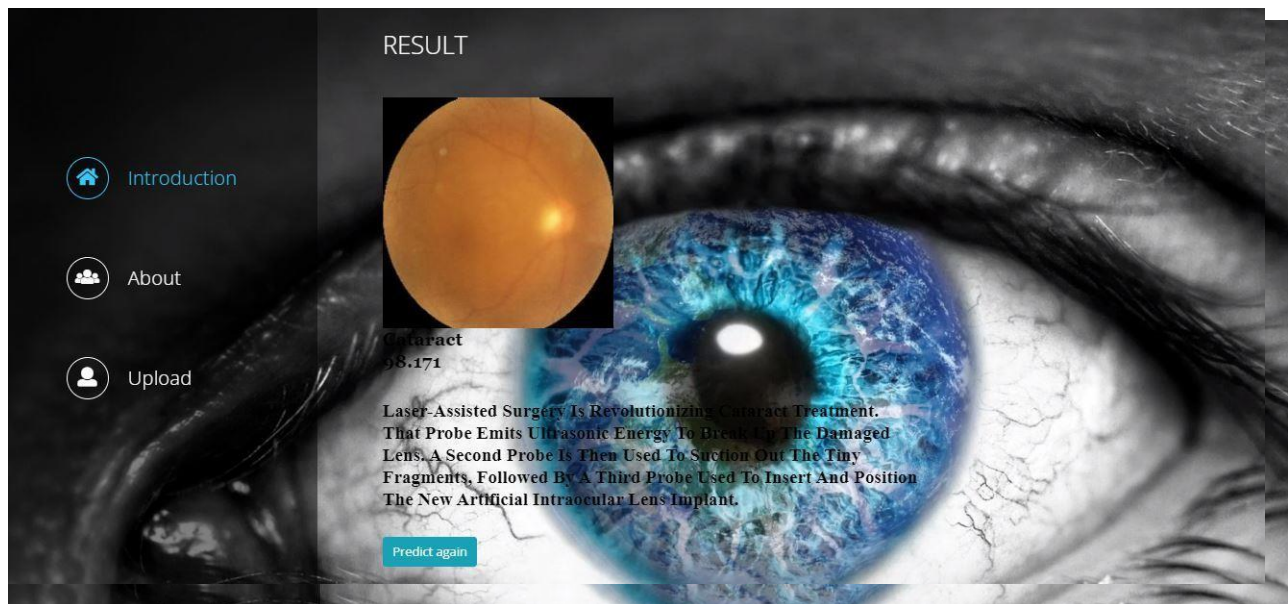 RESULT
Introduction
About
Upload
Cataract
98.171
Laser-Assisted Surgery Is Revolutionizing Cataract Treatment.
That Probe Emits Ultrasonic Energy To Break Up The Damaged
Lens. A Second Probe Is Then Used To Suction Out The Tiny
Fragments, Followed By A Third Probe Used To Insert And Position
The New Artificial Intraocular Lens Implant.
Predict again